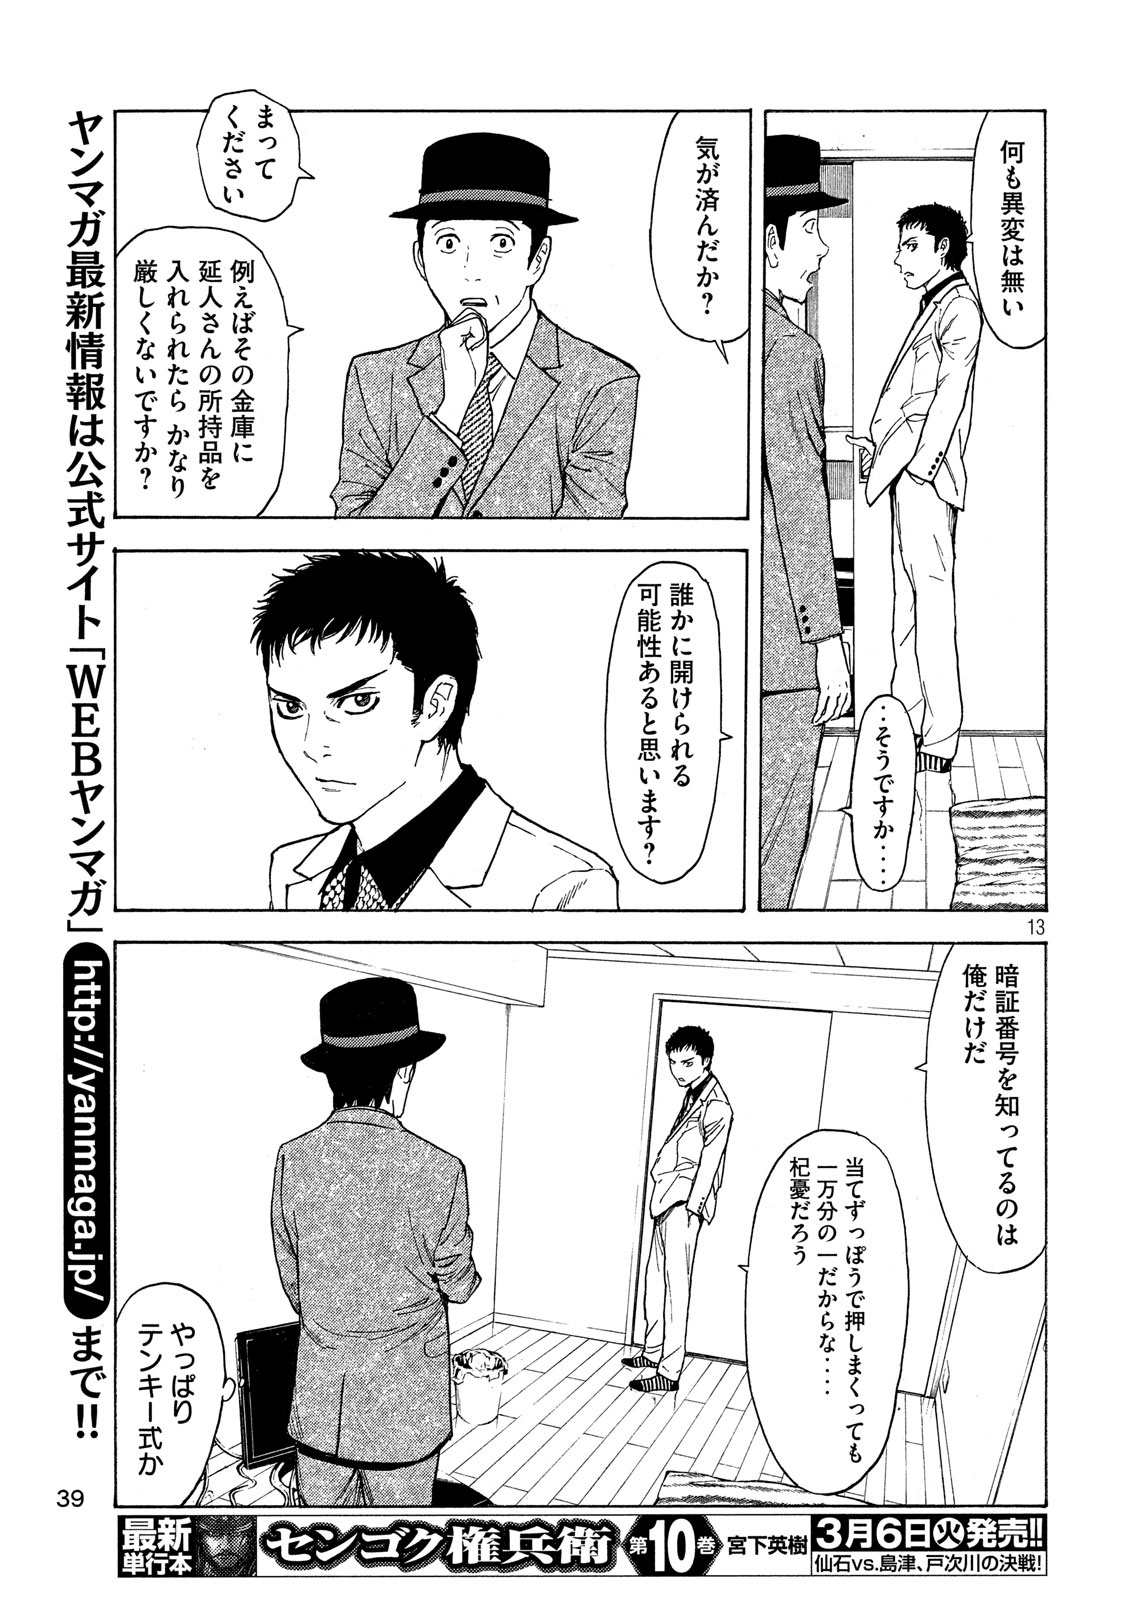 何も異変は無い
‥そうですか‥‥
気が済んだか?
まって
ください
例えばその金庫に
延人さんの所持品を
入れられたら かなり
厳しくないですか?
誰かに開けられる
可能性あると思います?
13
暗証番号を知ってるのは
俺だけだ
当てずっぽうで押しまくっても
一万分の一だからな‥‥
杞憂だろう
やっぱり
テンキー式か
ヤンマガ最新情報は公式サイト「WEBヤンマガ」http://yanmaga.jp/まで!!
39
最新
単行本
センゴク権兵衛
第10巻
宮下英樹
3月6日火発売!!
仙石vs.島津、戸次川の決戦!